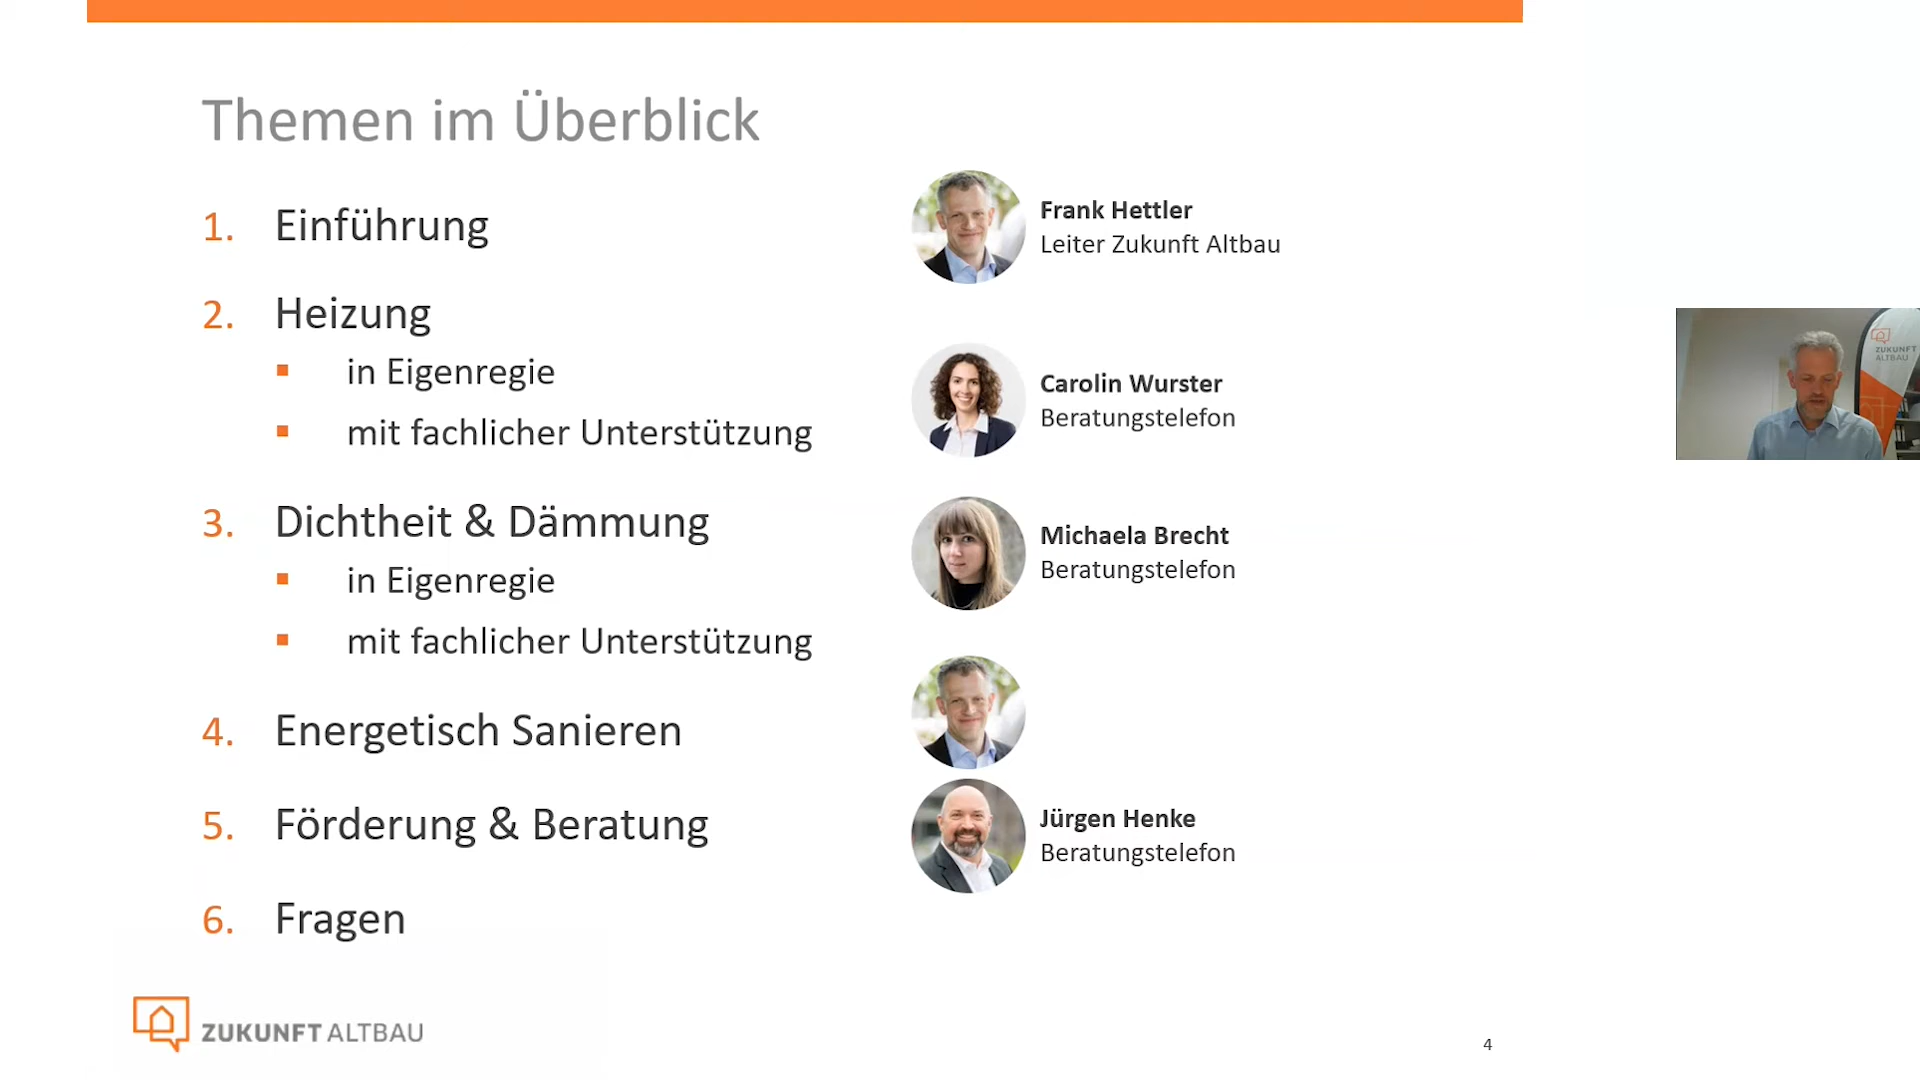 Themen im Überblick
1. Einführung
Frank Hettler
Leiter Zukunft Altbau
2. Heizung
▪ in Eigenregie
▪ mit fachlicher Unterstützung
Carolin Wurster
Beratungstelefon
3. Dichtheit & Dämmung
▪ in Eigenregie
▪ mit fachlicher Unterstützung
Michaela Brecht
Beratungstelefon
4. Energetisch Sanieren
5. Förderung & Beratung
Jürgen Henke
Beratungstelefon
6. Fragen
ZUKUNFT ALTBAU
4
ZUKUNFT
ALTBAU